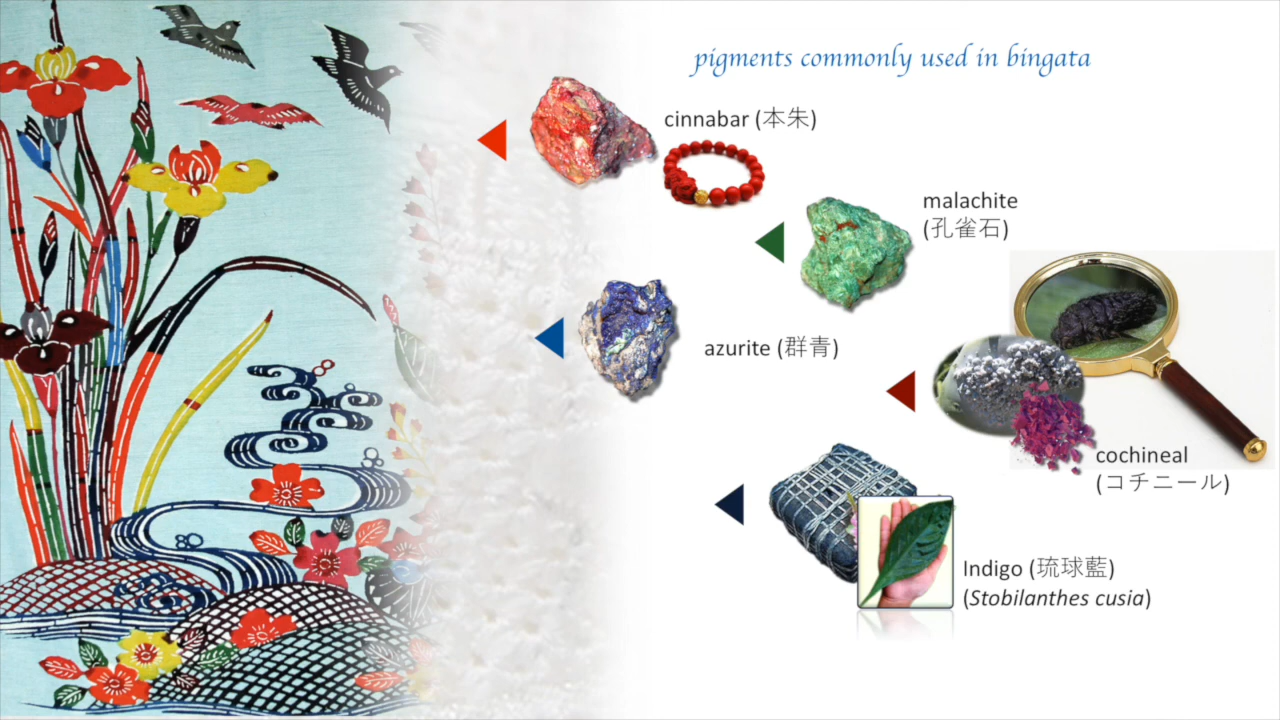 pigments commonly used in bingata
cinnabar (本朱)
malachite
(孔雀石)
azurite (群青)
cochineal
(コチニール)
Indigo (琉球藍)
(Stobilanthes cusia)